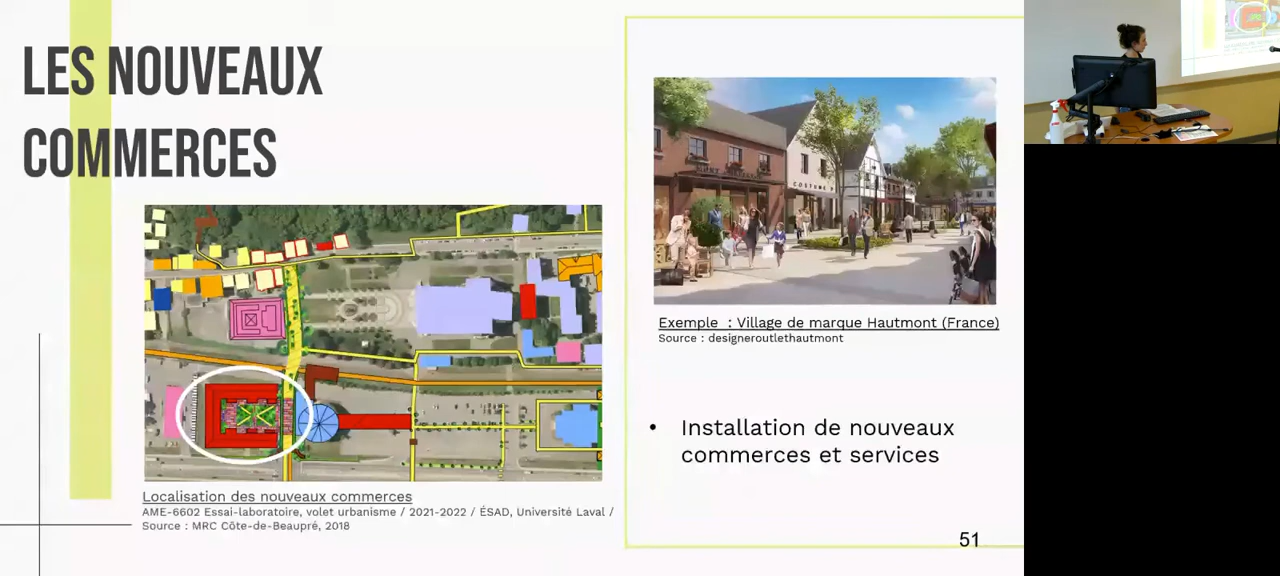 LES NOUVEAUX
COMMERCES
Localisation des nouveaux commerces
AME-6602 Essai-laboratoire, volet urbanisme / 2021-2022 / ÉSAD, Université Laval /
Source : MRC Côte-de-Beaupré, 2018
COSTUME
Exemple : Village de marque Hautmont (France)
Source : designeroutlethautmont
• Installation de nouveaux
commerces et services
51